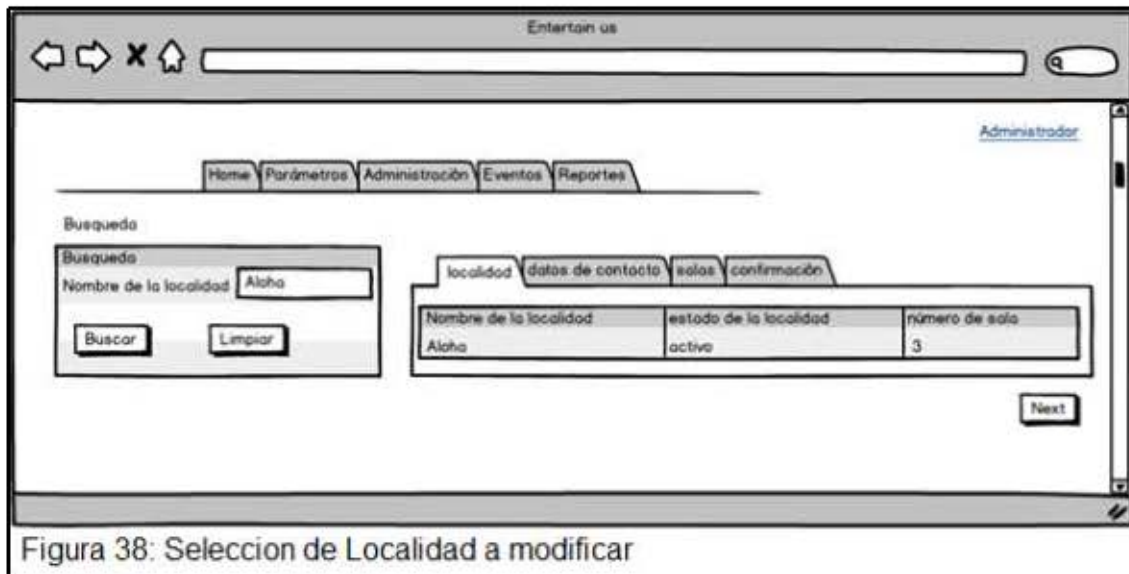 Entertain us
Administrador
Home Parámetros Administración Eventos Reportes
Busqueda
Busqueda
Nombre de la localidad Aloha
Buscar Limpiar
localidad datos de contacto salas confirmación
Nombre de la localidad estado de la localidad número de sala
Aloha activo 3
Next
Figura 38: Seleccion de Localidad a modificar